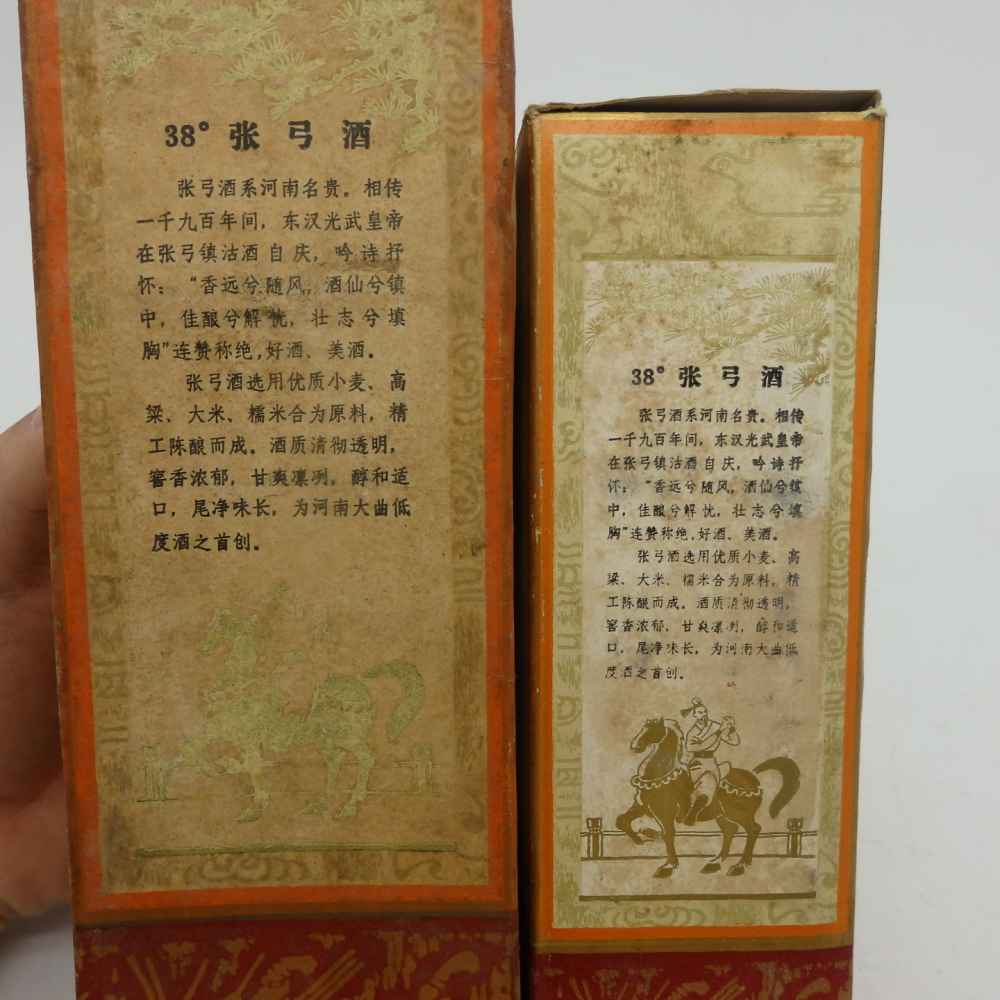 38° 张弓酒
张弓酒系河南名贵。相传
一千九百年间，东汉光武皇帝
在张弓镇沽酒自庆，吟诗抒
怀：“香远兮随风，酒仙兮镇
中，佳酿兮解忧，壮志兮填
胸”连赞称绝，好酒、美酒。
张弓酒选用优质小麦、高
粱、大米、糯米合为原料，精
工陈酿而成。酒质清彻透明，
窖香浓郁，甘爽凛冽，醇和适
口，尾净味长，为河南大曲低
度酒之首创。
38° 张弓酒
张弓酒系河南名贵。相传
一千九百年间，东汉光武皇帝
在张弓镇沽酒自庆，吟诗抒
怀：“香远兮随风，酒仙兮镇
中，佳酿兮解忧，壮志兮填
胸”连赞称绝，好酒、美酒。
张弓酒选用优质小麦、高
粱、大米、糯米合为原料，精
工陈酿而成。酒质清彻透明，
窖香浓郁，甘爽凛冽，醇和适
口，尾净味长，为河南大曲低
度酒之首创。